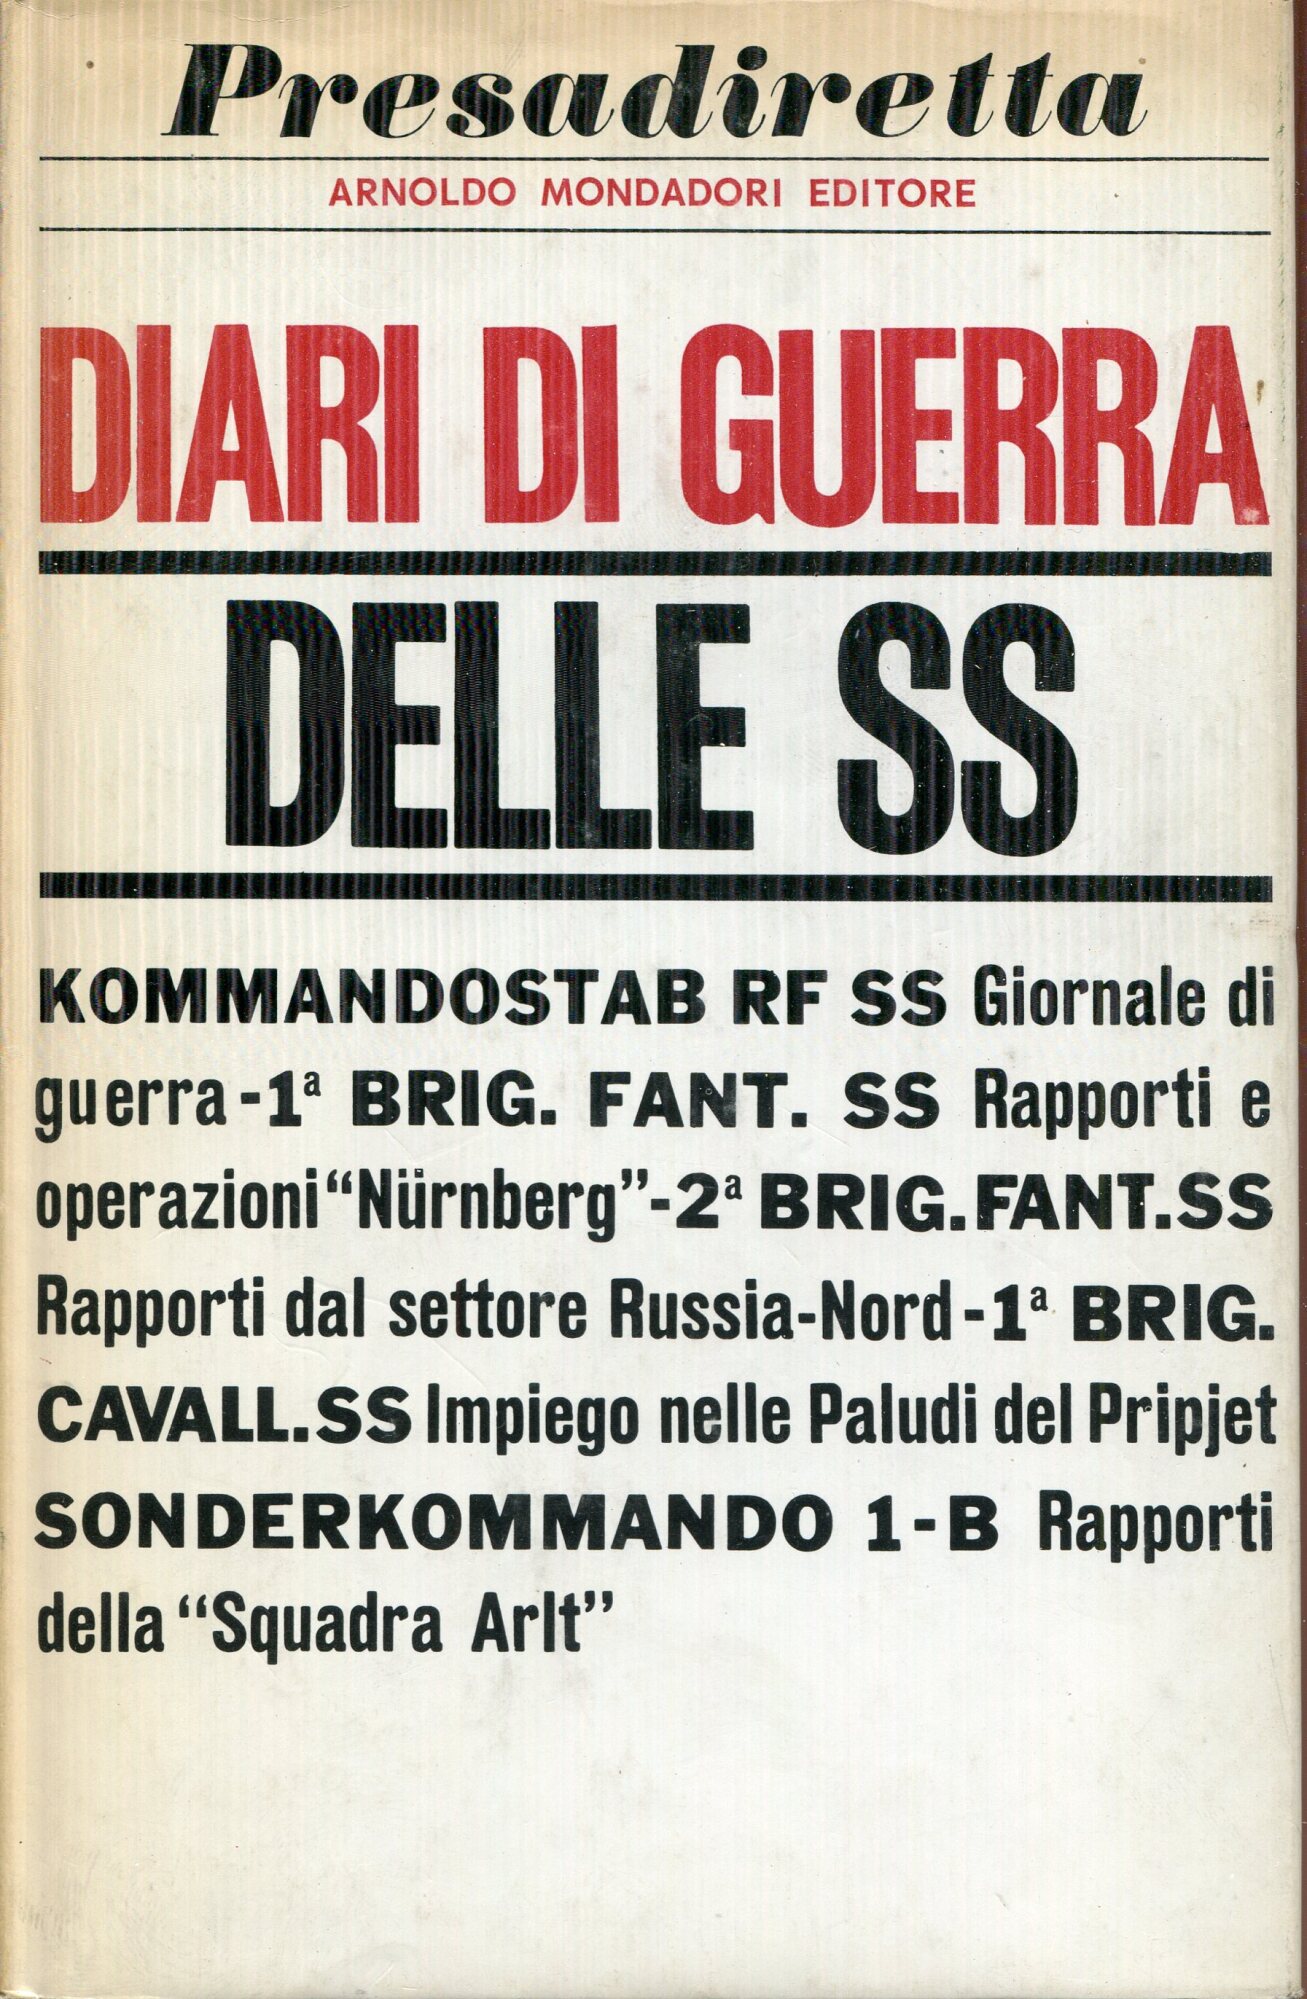 Presadiretta
ARNOLDO MONDADORI EDITORE
DIARI DI GUERRA
DELLE SS
KOMMANDOSTAB RF SS Giornale di
guerra - 1ª BRIG. FANT. SS Rapporti e
operazioni “Nürnberg” - 2ª BRIG. FANT. SS
Rapporti dal settore Russia-Nord - 1ª BRIG.
CAVALL. SS Impiego nelle Paludi del Pripjet
SONDERKOMMANDO 1-B Rapporti
della “Squadra Arlt”